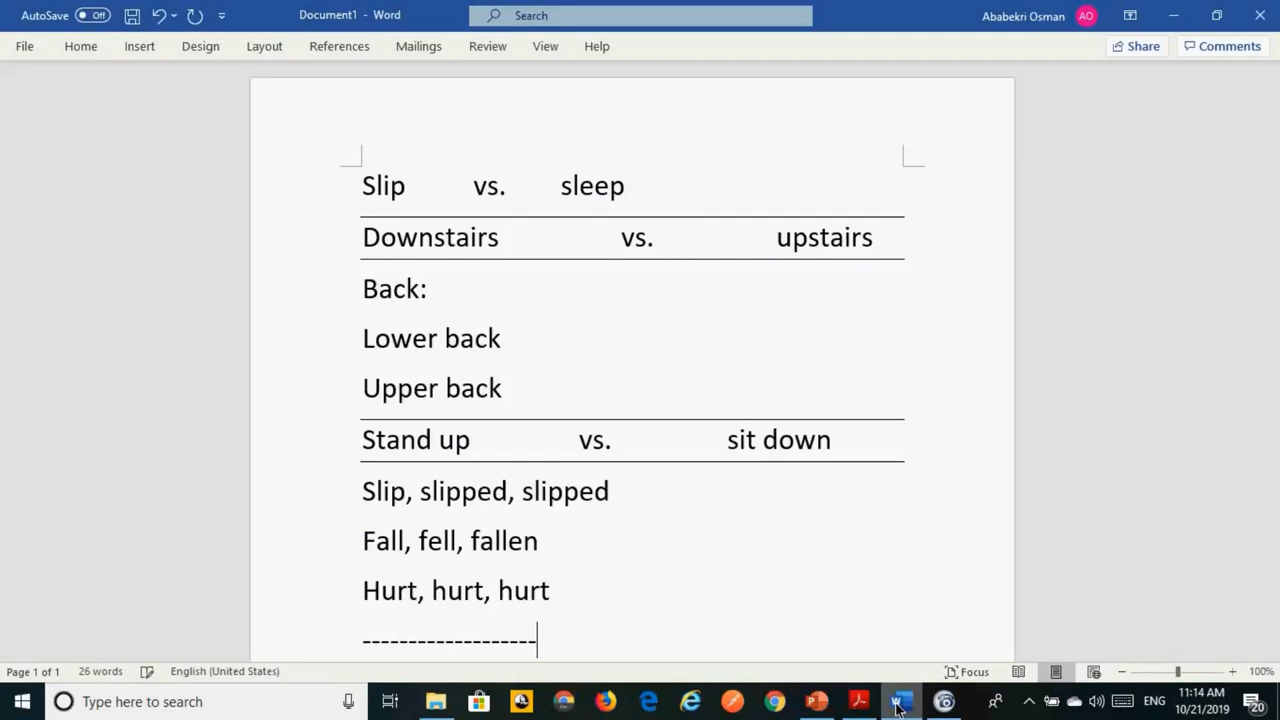 AutoSave Off Document1 - Word Search Ababekri Osman AO
File Home Insert Design Layout References Mailings Review View Help Share Comments
Slip vs. sleep
Downstairs vs. upstairs
Back:
Lower back
Upper back
Stand up vs. sit down
Slip, slipped, slipped
Fall, fell, fallen
Hurt, hurt, hurt
-------------------
Page 1 of 1 26 words English (United States) Focus 100%
Type here to search ENG 11:14 AM
10/21/2019 20